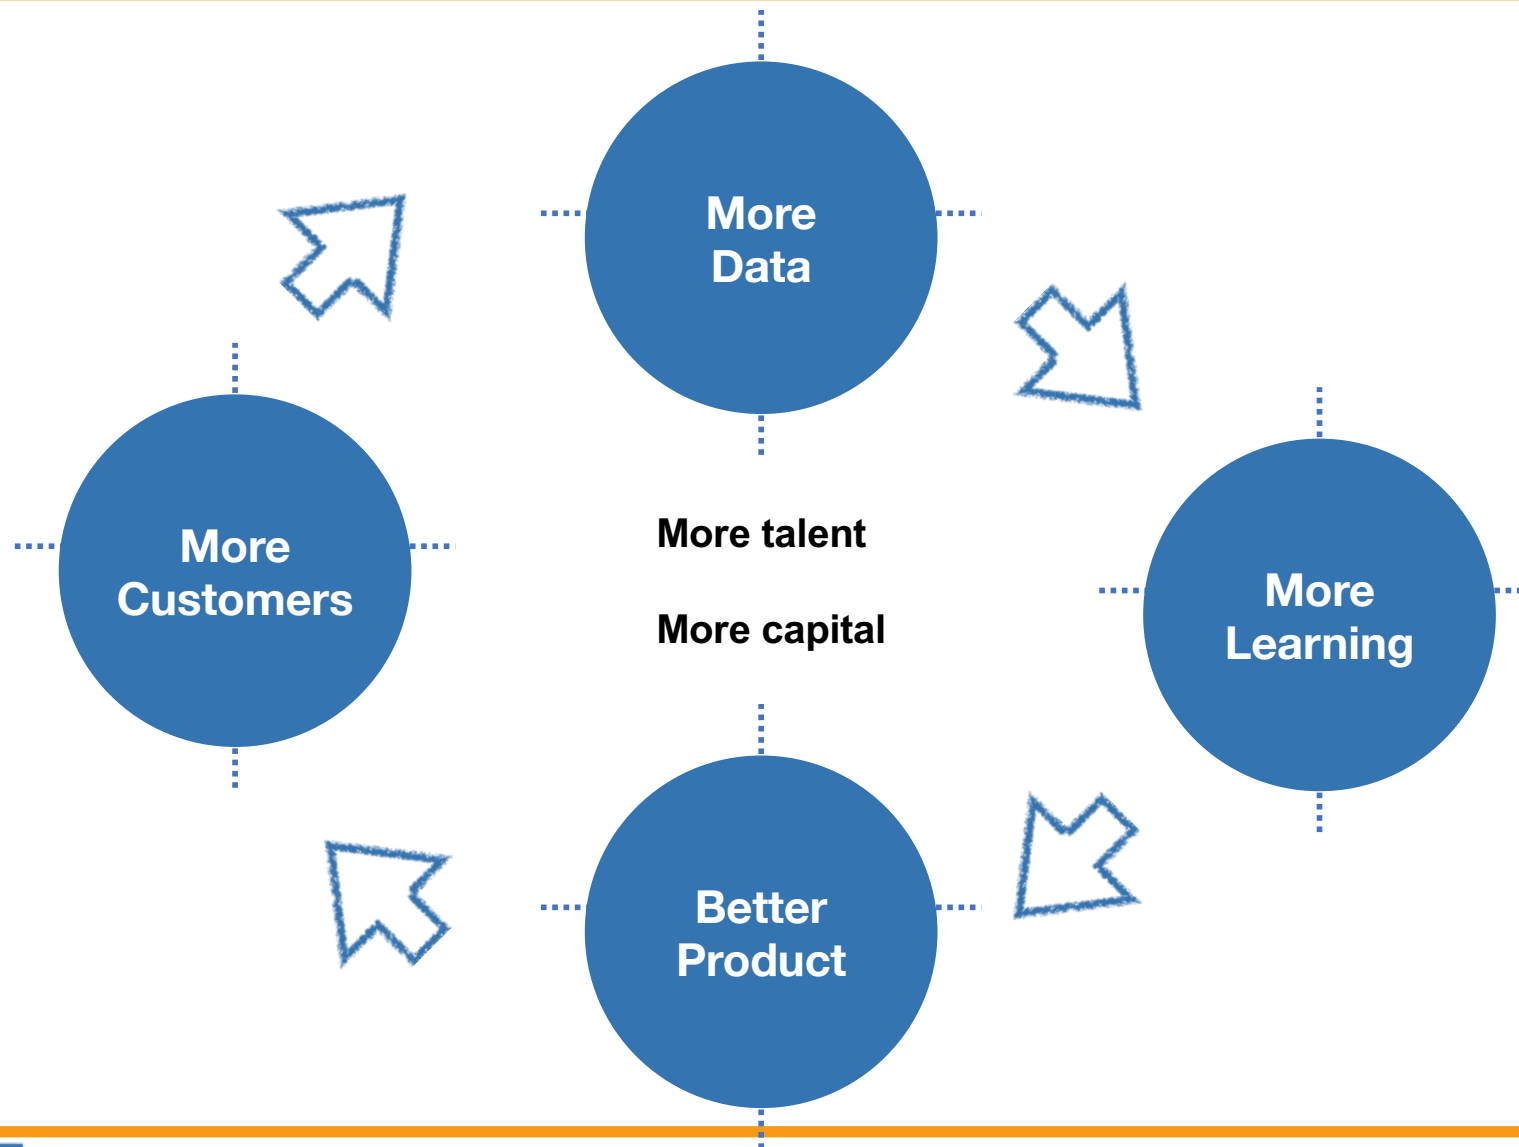 More
Data
More
Customers
More talent
More capital
More
Learning
Better
Product